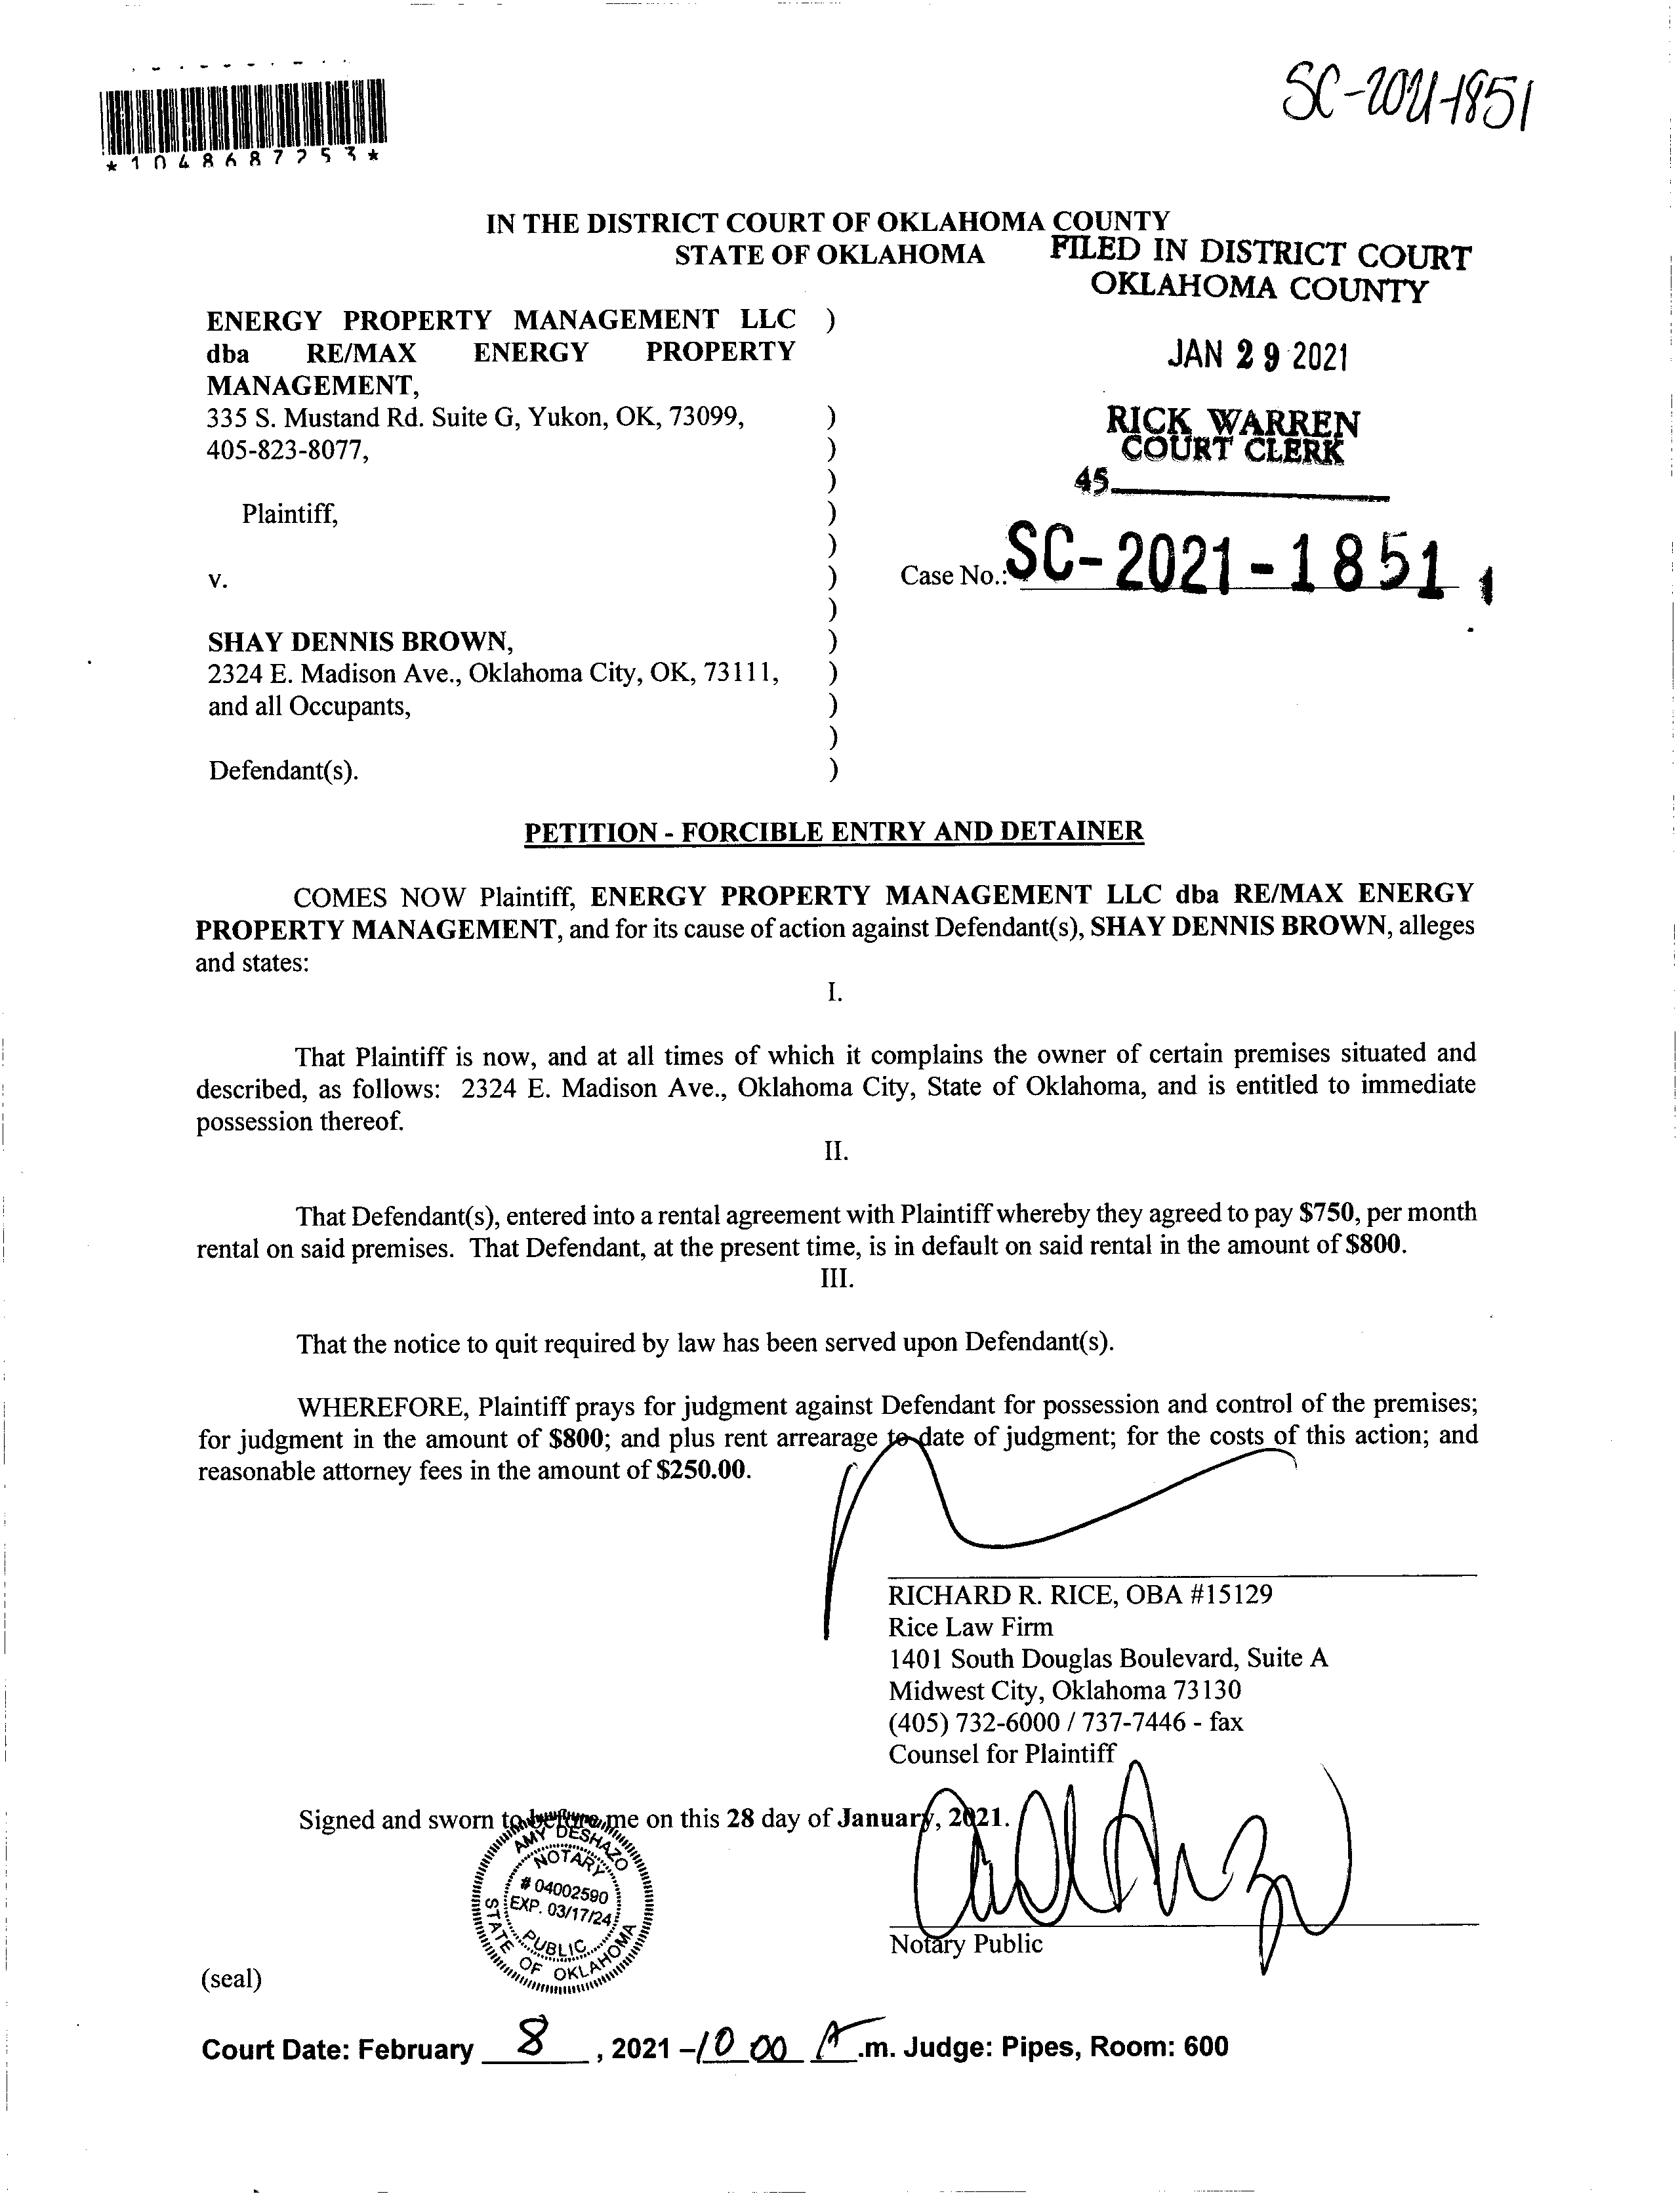 SC-2021-1851
*1048687253*
IN THE DISTRICT COURT OF OKLAHOMA COUNTY
STATE OF OKLAHOMA
FILED IN DISTRICT COURT
OKLAHOMA COUNTY
JAN 29 2021
RICK WARREN
COURT CLERK
45
ENERGY PROPERTY MANAGEMENT LLC )
dba RE/MAX ENERGY PROPERTY
MANAGEMENT,
335 S. Mustand Rd. Suite G, Yukon, OK, 73099, )
405-823-8077, )
)
Plaintiff, )
)
v. )
Case No.: SC-2021-1851
)
SHAY DENNIS BROWN, )
2324 E. Madison Ave., Oklahoma City, OK, 73111, )
and all Occupants, )
)
Defendant(s). )
PETITION - FORCIBLE ENTRY AND DETAINER
COMES NOW Plaintiff, ENERGY PROPERTY MANAGEMENT LLC dba RE/MAX ENERGY
PROPERTY MANAGEMENT, and for its cause of action against Defendant(s), SHAY DENNIS BROWN, alleges
and states:
I.
That Plaintiff is now, and at all times of which it complains the owner of certain premises situated and
described, as follows: 2324 E. Madison Ave., Oklahoma City, State of Oklahoma, and is entitled to immediate
possession thereof.
II.
That Defendant(s), entered into a rental agreement with Plaintiff whereby they agreed to pay $750, per month
rental on said premises. That Defendant, at the present time, is in default on said rental in the amount of $800.
III.
That the notice to quit required by law has been served upon Defendant(s).
WHEREFORE, Plaintiff prays for judgment against Defendant for possession and control of the premises;
for judgment in the amount of $800; and plus rent arrearage to date of judgment; for the costs of this action; and
reasonable attorney fees in the amount of $250.00.
RICHARD R. RICE, OBA #15129
Rice Law Firm
1401 South Douglas Boulevard, Suite A
Midwest City, Oklahoma 73130
(405) 732-6000 / 737-7446 - fax
Counsel for Plaintiff
Signed and sworn to before me on this 28 day of January, 2021.
AMY DESHAZO
NOTARY
# 04002590
EXP. 03/17/24
PUBLIC
STATE OF OKLAHOMA
Notary Public
(seal)
Court Date: February 8, 2021 - 10 00 A.m. Judge: Pipes, Room: 600